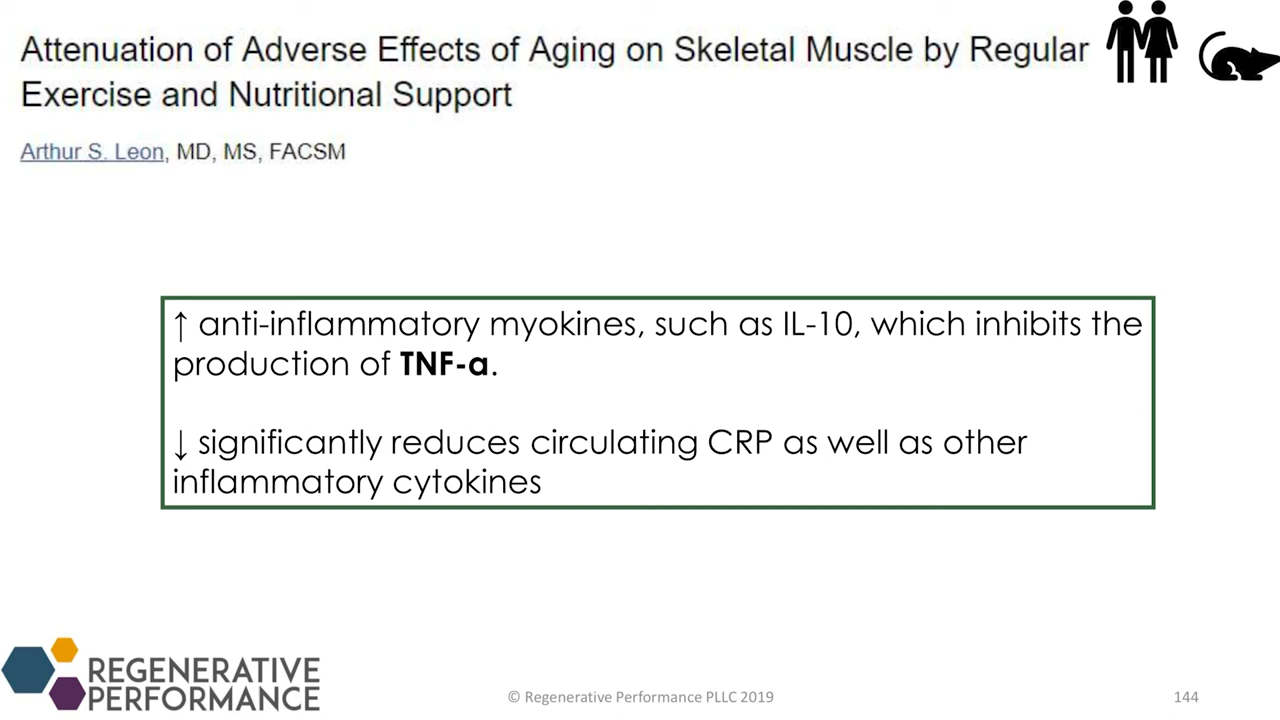 Attenuation of Adverse Effects of Aging on Skeletal Muscle by Regular
Exercise and Nutritional Support
Arthur S. Leon, MD, MS, FACSM
↑ anti-inflammatory myokines, such as IL-10, which inhibits the
production of TNF-α.
↓ significantly reduces circulating CRP as well as other
inflammatory cytokines
REGENERATIVE
PERFORMANCE
© Regenerative Performance PLLC 2019
144